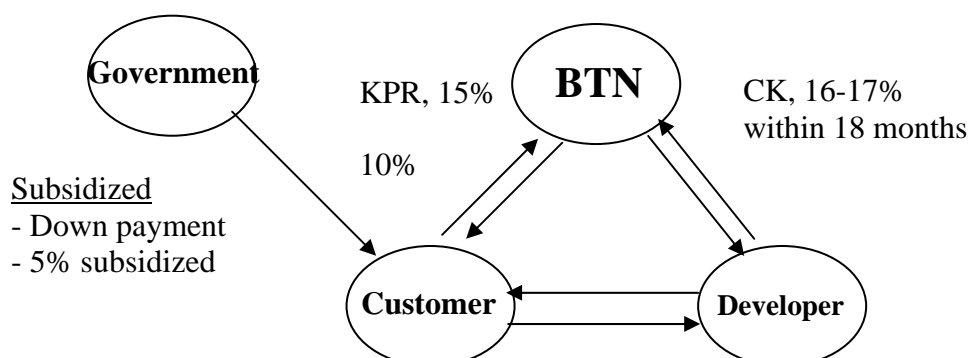 Government
BTN
KPR, 15%
10%
CK, 16-17%
within 18 months
Subsidized
- Down payment
- 5% subsidized
Customer
Developer